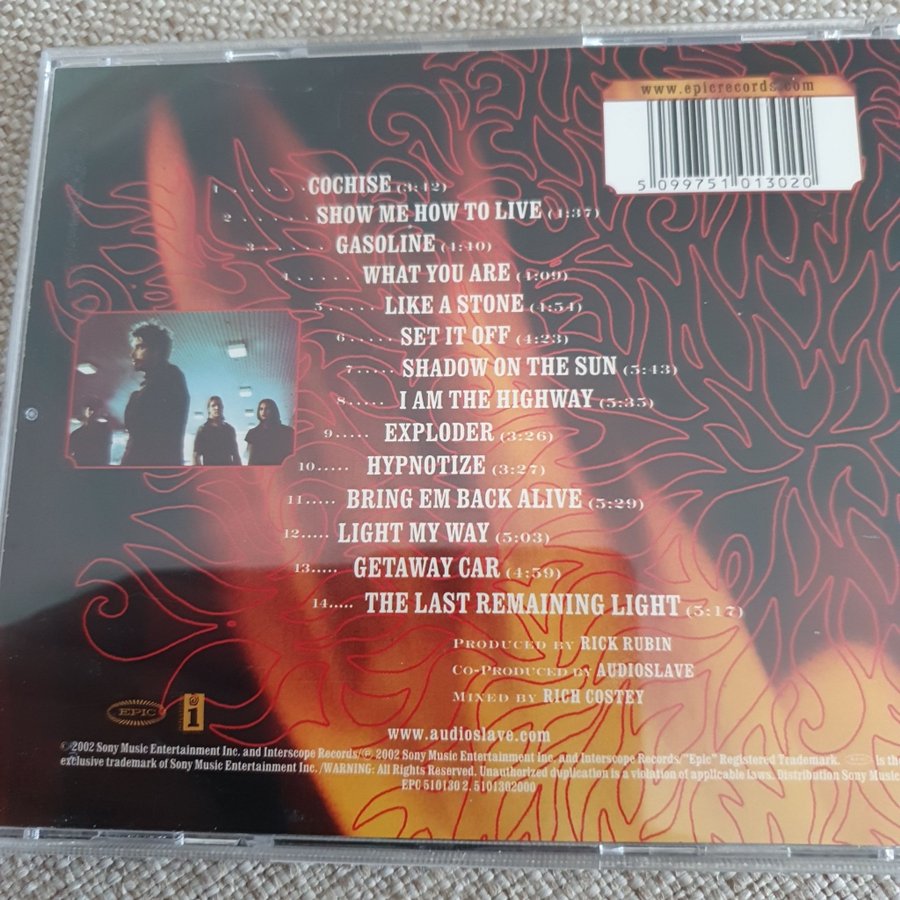 www.epicrecords.com
5 099751 013020
1 . . . . . . COCHISE (3:42)
2 . . . . . SHOW ME HOW TO LIVE (4:37)
3 . . . . . GASOLINE (4:40)
4 . . . . . WHAT YOU ARE (4:09)
5 . . . . . LIKE A STONE (4:54)
6 . . . . . SET IT OFF (4:23)
7 . . . . . SHADOW ON THE SUN (5:43)
8 . . . . . I AM THE HIGHWAY (5:35)
9 ..... EXPLODER (3:26)
10..... HYPNOTIZE (3:27)
11..... BRING EM BACK ALIVE (5:29)
12..... LIGHT MY WAY (5:03)
13..... GETAWAY CAR (4:59)
14..... THE LAST REMAINING LIGHT (5:17)
PRODUCED BY RICK RUBIN
CO-PRODUCED BY AUDIOSLAVE
MIXED BY RICH COSTEY
EPIC
i
www.audioslave.com
©2002 Sony Music Entertainment Inc. and Interscope Records/℗ 2002 Sony Music Entertainment Inc. and Interscope Records/"Epic" Registered Trademark. is the
exclusive trademark of Sony Music Entertainment Inc. /WARNING: All Rights Reserved. Unauthorized duplication is a violation of applicable laws. Distribution Sony Music
EPC 510130 2. 5101302000